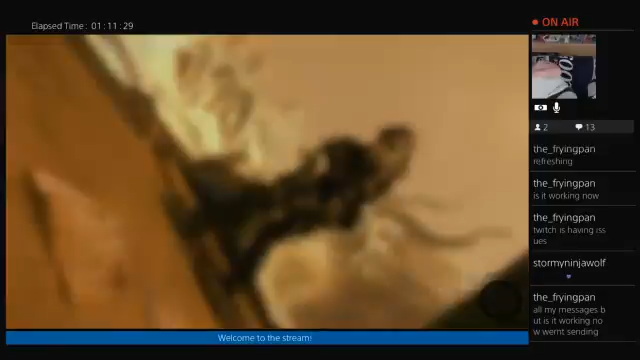 Elapsed Time : 01:11:29
ON AIR
2
13
the_fryingpan
refreshing
the_fryingpan
is it working now
the_fryingpan
twitch is having iss
ues
stormyninjawolf
the_fryingpan
all my messages b
ut is it working no
w wernt sending
Welcome to the stream!